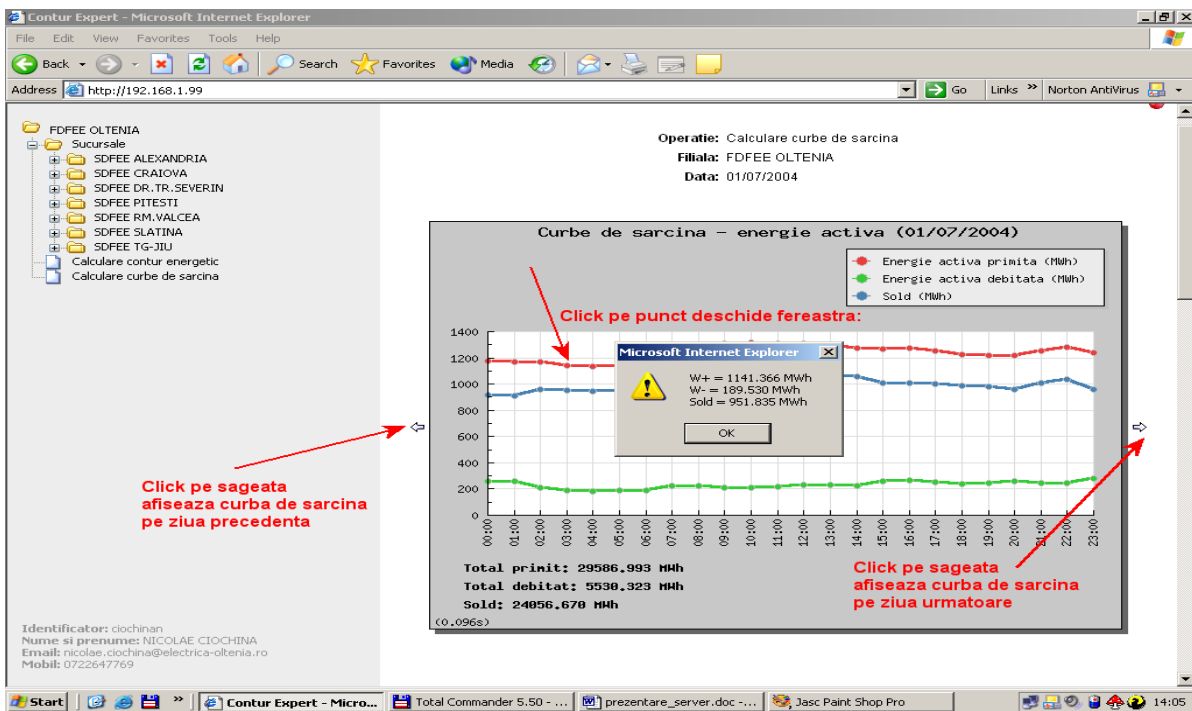 Contur Expert - Microsoft Internet Explorer
File Edit View Favorites Tools Help
Back Search Favorites Media
Address http://192.168.1.99 Go Links » Norton AntiVirus
FDFEE OLTENIA
Sucursale
SDFEE ALEXANDRIA
SDFEE CRAIOVA
SDFEE DR.TR.SEVERIN
SDFEE PITESTI
SDFEE RM.VALCEA
SDFEE SLATINA
SDFEE TG-JIU
Calculare contur energetic
Calculare curbe de sarcina
Operatie: Calculare curbe de sarcina
Filiala: FDFEE OLTENIA
Data: 01/07/2004
Curbe de sarcina - energie activa (01/07/2004)
Energie activa primita (MWh)
Energie activa debitata (MWh)
Sold (MWh)
Click pe punct deschide fereastra:
1400
1200
1000
800
600
400
200
0
Microsoft Internet Explorer
W+ = 1141.366 MWh
W- = 189.530 MWh
Sold = 951.835 MWh
OK
00:00 01:00 02:00 03:00 04:00 05:00 06:00 07:00 08:00 09:00 10:00 11:00 12:00 13:00 14:00 15:00 16:00 17:00 18:00 19:00 20:00 21:00 22:00 23:00
Click pe sageata
afiseaza curba de sarcina
pe ziua precedenta
Total primit: 29586.993 MWh
Total debitat: 5530.323 MWh
Sold: 24056.670 MWh
(0.096s)
Click pe sageata
afiseaza curba de sarcina
pe ziua urmatoare
Identificator: ciochinan
Nume si prenume: NICOLAE CIOCHINA
Email: nicolae.ciochina@electrica-oltenia.ro
Mobil: 0722647769
Start » Contur Expert - Micro... Total Commander 5.50 - ... prezentare_server.doc -... Jasc Paint Shop Pro 14:05